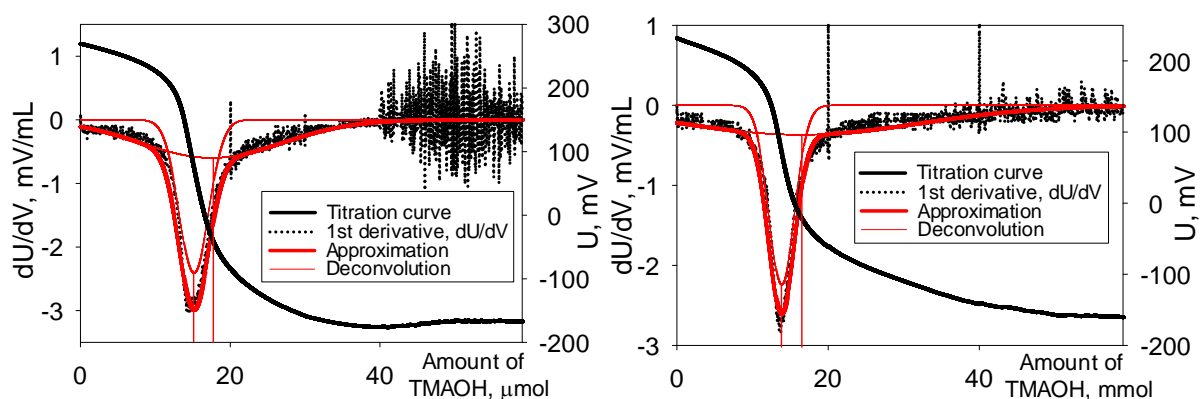 dU/dV, mV/mL
1
0
-1
-2
-3
300
200
100
0
-100
-200
U, mV
Titration curve
1st derivative, dU/dV
Approximation
Deconvolution
0
20
40
Amount of
TMAOH, μmol
dU/dV, mV/mL
1
0
-1
-2
-3
200
100
0
-100
-200
U, mV
Titration curve
1st derivative, dU/dV
Approximation
Deconvolution
0
20
40
Amount of
TMAOH, mmol